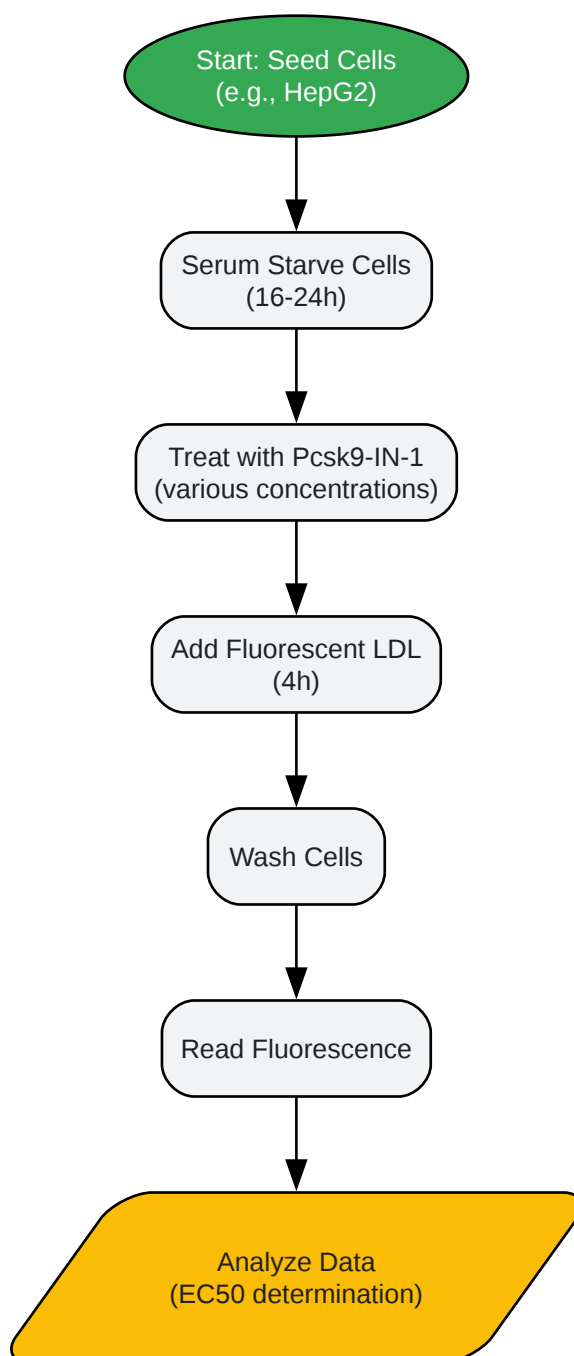 Start: Seed Cells
(e.g., HepG2)
Serum Starve Cells
(16-24h)
Treat with Pcsk9-IN-1
(various concentrations)
Add Fluorescent LDL
(4h)
Wash Cells
Read Fluorescence
Analyze Data
(EC50 determination)